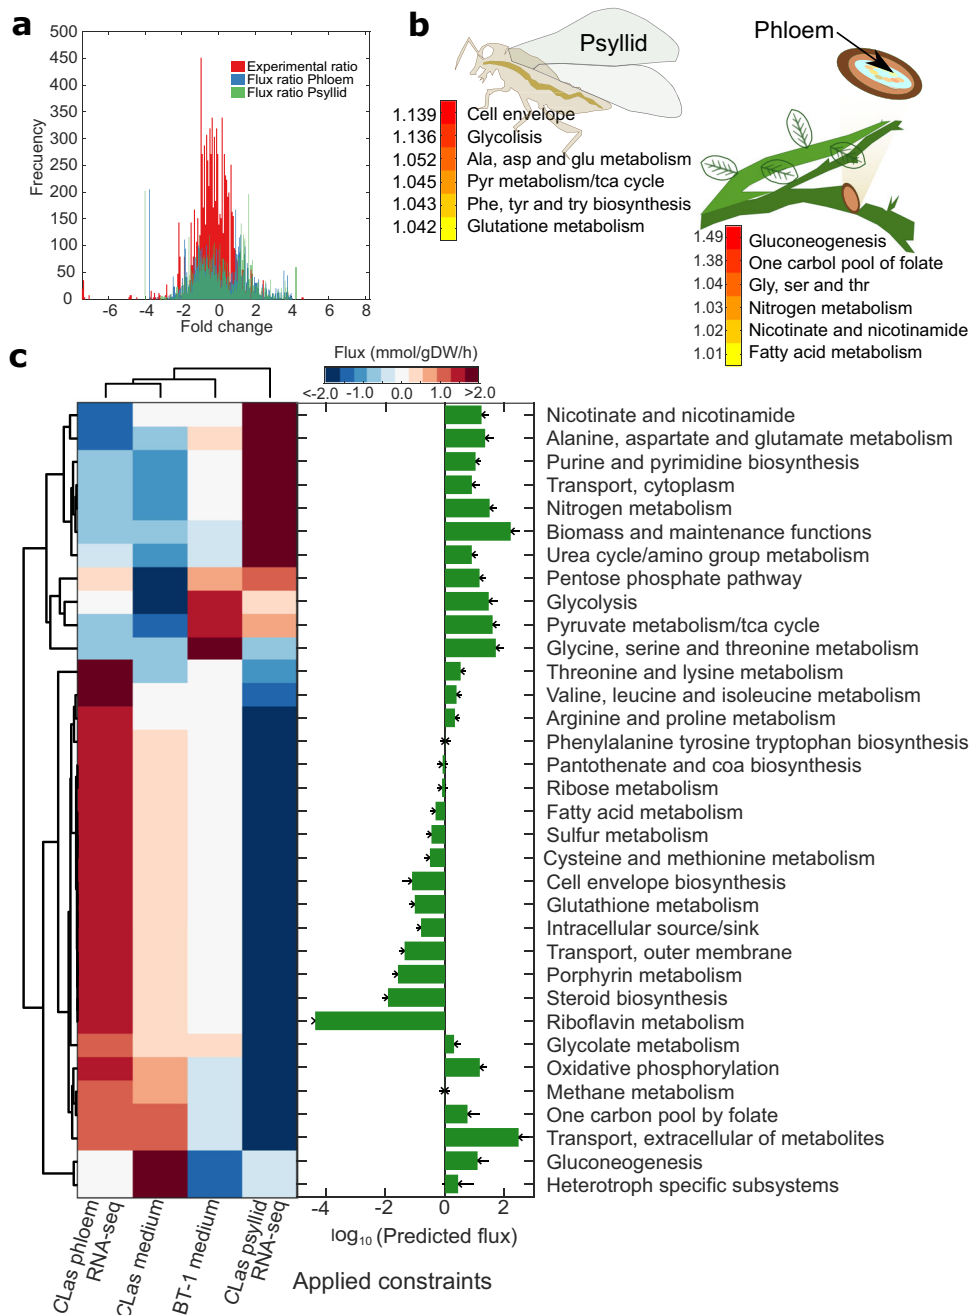 a
500
450
400
350
300
250
200
150
100
50
0
Frecuency
Experimental ratio
Flux ratio Phloem
Flux ratio Psyllid
-6
-4
-2
0
2
4
6
8
Fold change
b
Psyllid
Phloem
1.139 Cell envelope
1.136 Glycolisis
1.052 Ala, asp and glu metabolism
1.045 Pyr metabolism/tca cycle
1.043 Phe, tyr and try biosynthesis
1.042 Glutatione metabolism
1.49 Gluconeogenesis
1.38 One carbol pool of folate
1.04 Gly, ser and thr
1.03 Nitrogen metabolism
1.02 Nicotinate and nicotinamide
1.01 Fatty acid metabolism
c
Flux (mmol/gDW/h)
<-2.0 -1.0 0.0 1.0 >2.0
Nicotinate and nicotinamide
Alanine, aspartate and glutamate metabolism
Purine and pyrimidine biosynthesis
Transport, cytoplasm
Nitrogen metabolism
Biomass and maintenance functions
Urea cycle/amino group metabolism
Pentose phosphate pathway
Glycolysis
Pyruvate metabolism/tca cycle
Glycine, serine and threonine metabolism
Threonine and lysine metabolism
Valine, leucine and isoleucine metabolism
Arginine and proline metabolism
Phenylalanine tyrosine tryptophan biosynthesis
Pantothenate and coa biosynthesis
Ribose metabolism
Fatty acid metabolism
Sulfur metabolism
Cysteine and methionine metabolism
Cell envelope biosynthesis
Glutathione metabolism
Intracellular source/sink
Transport, outer membrane
Porphyrin metabolism
Steroid biosynthesis
Riboflavin metabolism
Glycolate metabolism
Oxidative phosphorylation
Methane metabolism
One carbon pool by folate
Transport, extracellular of metabolites
Gluconeogenesis
Heterotroph specific subsystems
CLas phloem
RNA-seq
CLas medium
BT-1 medium
CLas psyllid
RNA-seq
-4
-2
0
2
log₁₀ (Predicted flux)
Applied constraints